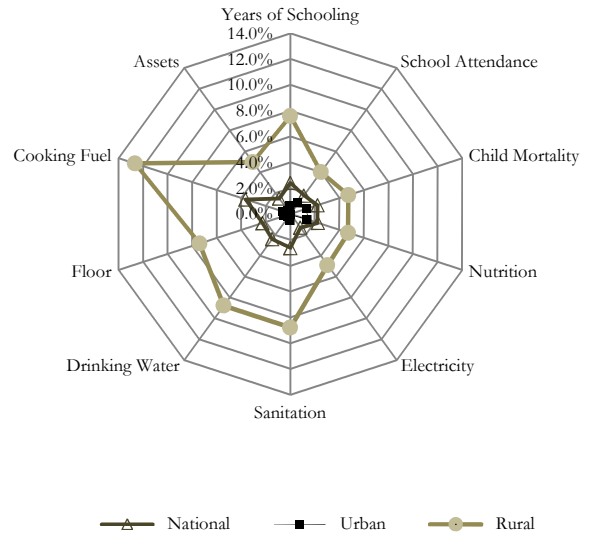 Years of Schooling
14.0%
12.0%
10.0%
8.0%
6.0%
4.0%
2.0%
0.0%
Assets
School Attendance
Cooking Fuel
Child Mortality
Floor
Nutrition
Drinking Water
Electricity
Sanitation
National
Urban
Rural